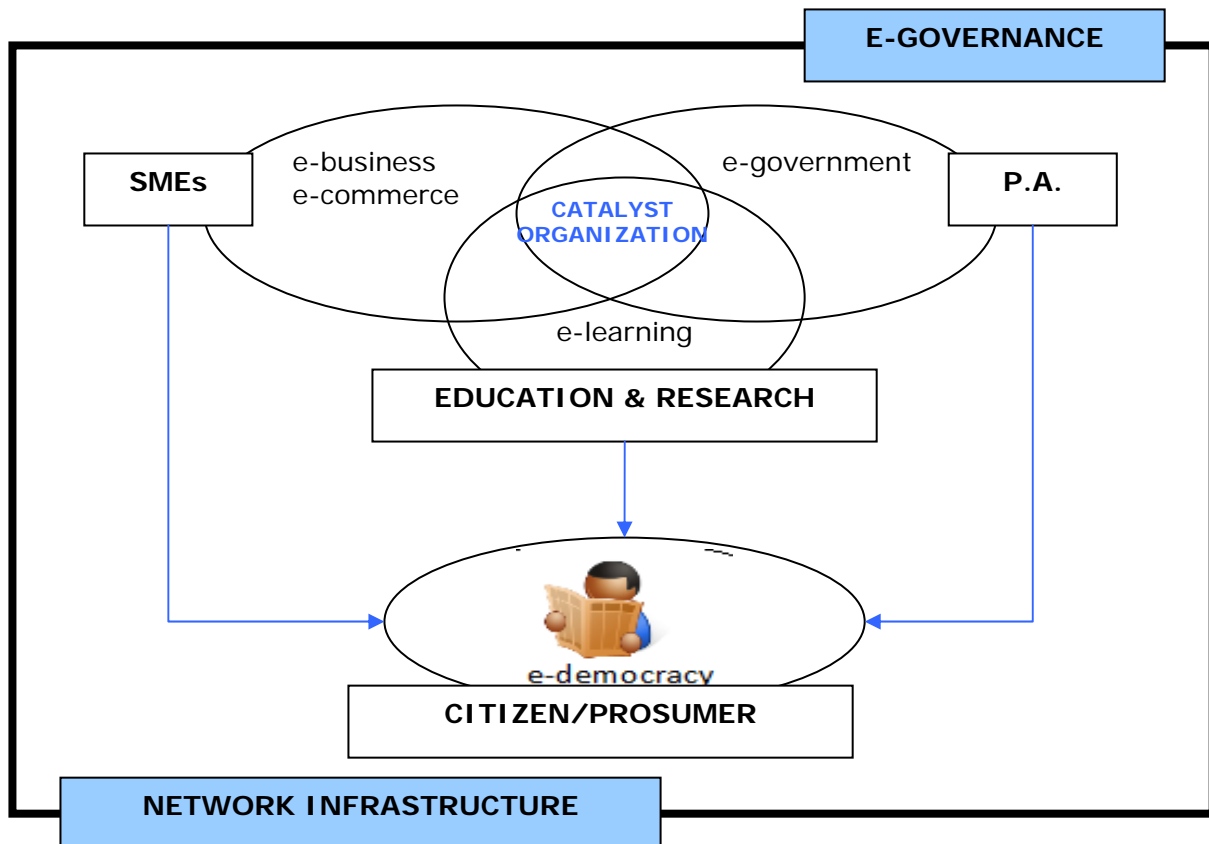 E-GOVERNANCE
SMEs
e-business
e-commerce
e-government
P.A.
CATALYST
ORGANIZATION
e-learning
EDUCATION & RESEARCH
e-democracy
CITIZEN/PROSUMER
NETWORK INFRASTRUCTURE